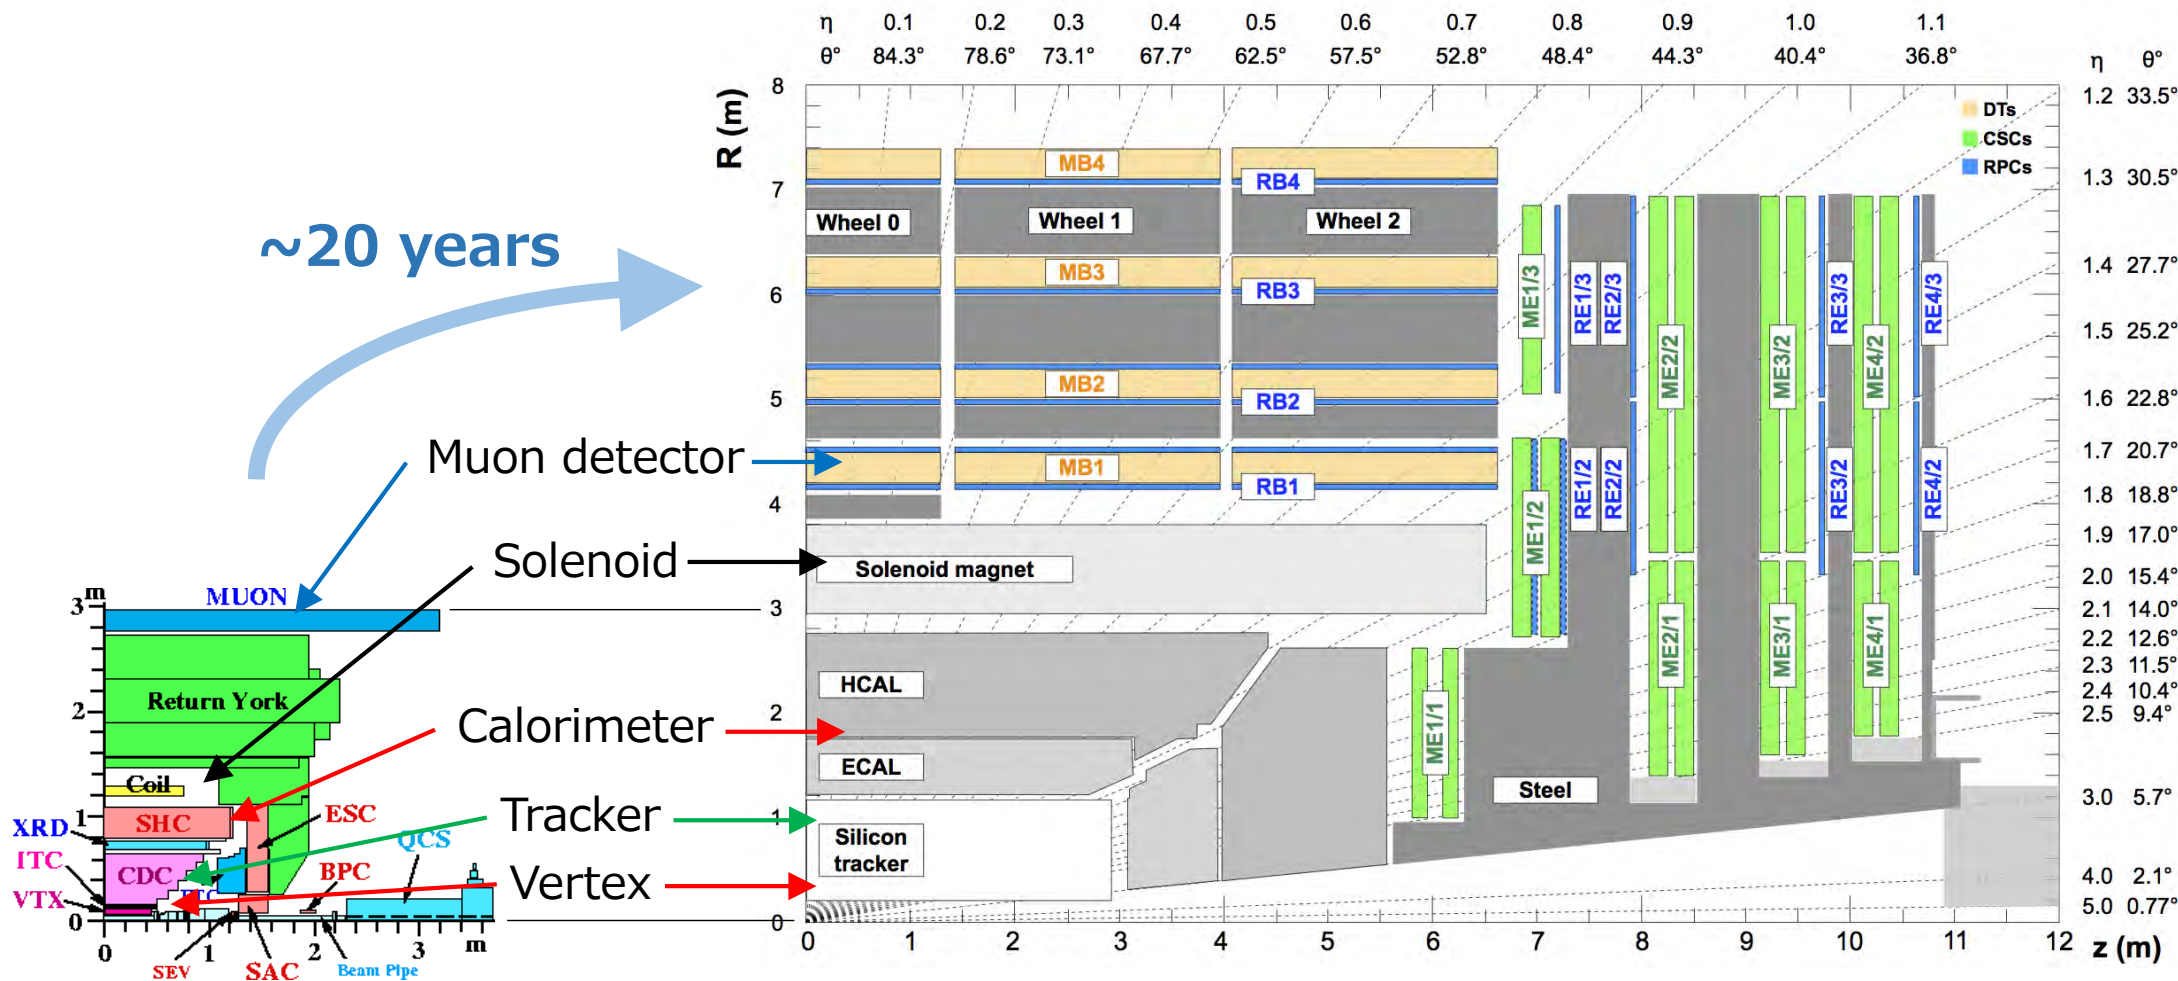 η 0.1 0.2 0.3 0.4 0.5 0.6 0.7 0.8 0.9 1.0 1.1
θ° 84.3° 78.6° 73.1° 67.7° 62.5° 57.5° 52.8° 48.4° 44.3° 40.4° 36.8° η θ°
R (m)
8
7
6
5
4
3
2
1
0
1.2 33.5°
1.3 30.5°
1.4 27.7°
1.5 25.2°
1.6 22.8°
1.7 20.7°
1.8 18.8°
1.9 17.0°
2.0 15.4°
2.1 14.0°
2.2 12.6°
2.3 11.5°
2.4 10.4°
2.5 9.4°
3.0 5.7°
4.0 2.1°
5.0 0.77°
DTs
CSCs
RPCs
MB4
RB4
Wheel 0 Wheel 1 Wheel 2
MB3
RB3
MB2
RB2
MB1
RB1
ME1/3
RE1/3
RE2/3
ME2/2
ME3/2
RE3/3
ME4/2
RE4/3
ME1/2
RE1/2
RE2/2
RE3/2
RE4/2
ME1/1
ME2/1
ME3/1
ME4/1
Solenoid magnet
HCAL
ECAL
Silicon
tracker
Steel
0 1 2 3 4 5 6 7 8 9 10 11 12
z (m)
~20 years
Muon detector
Solenoid
Calorimeter
Tracker
Vertex
m
3
2
1
0
MUON
Return York
Coil
SHC
ESC
XRD
QCS
ITC
CDC
BPC
VTX
0 1 2 3 m
SEV
SAC
Beam Pipe